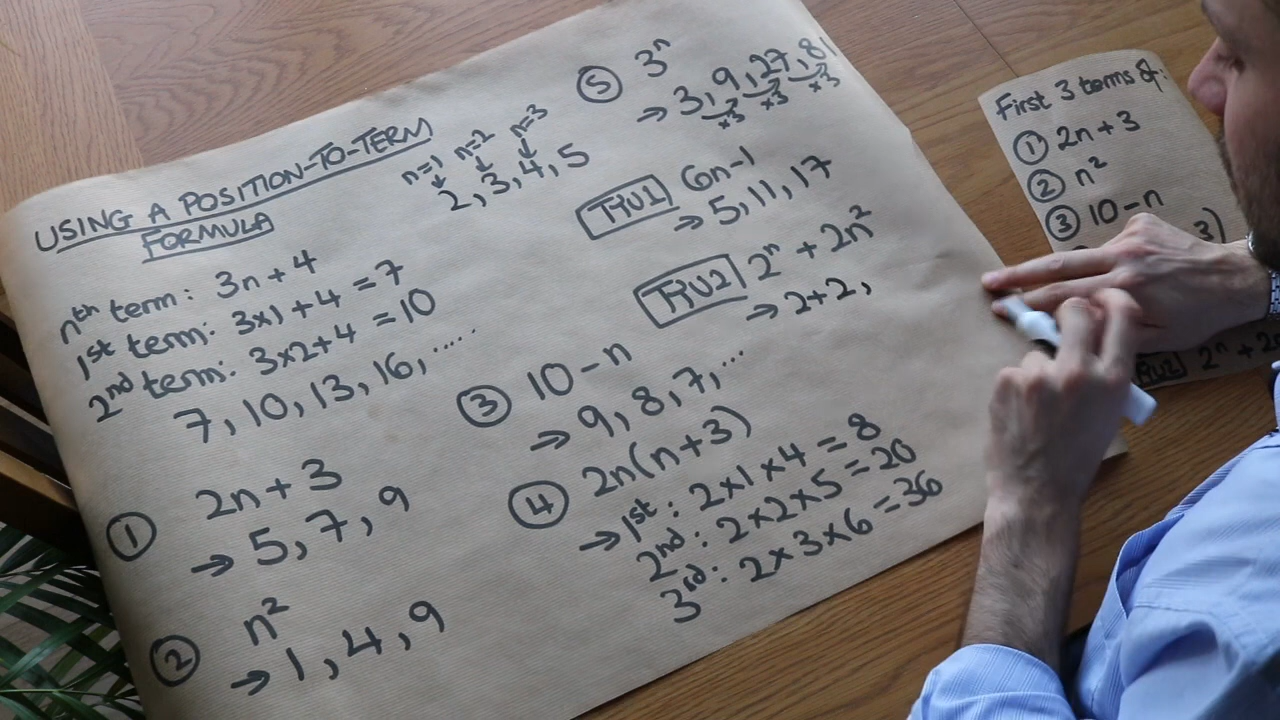 USING A POSITION-TO-TERM
FORMULA
nth term: 3n+4
1st term: 3×1+4 = 7
2nd term: 3×2+4 = 10
7, 10, 13, 16, ....
① 2n+3
→ 5, 7, 9
② n²
→ 1, 4, 9
n=1 n=2 n=3
2, 3, 4, 5
⑤ 3ⁿ
→ 3, 9, 27, 81
×3 ×3 ×3
TRY1 6n-1
→ 5, 11, 17
TRY2 2ⁿ + 2n²
→ 2+2,
③ 10-n
→ 9, 8, 7, ...
④ 2n(n+3)
→ 1st: 2×1×4 = 8
2nd: 2×2×5 = 20
3rd: 2×3×6 = 36
First 3 terms of:
① 2n+3
② n²
③ 10-n
3)
TRY2 2ⁿ + 2n